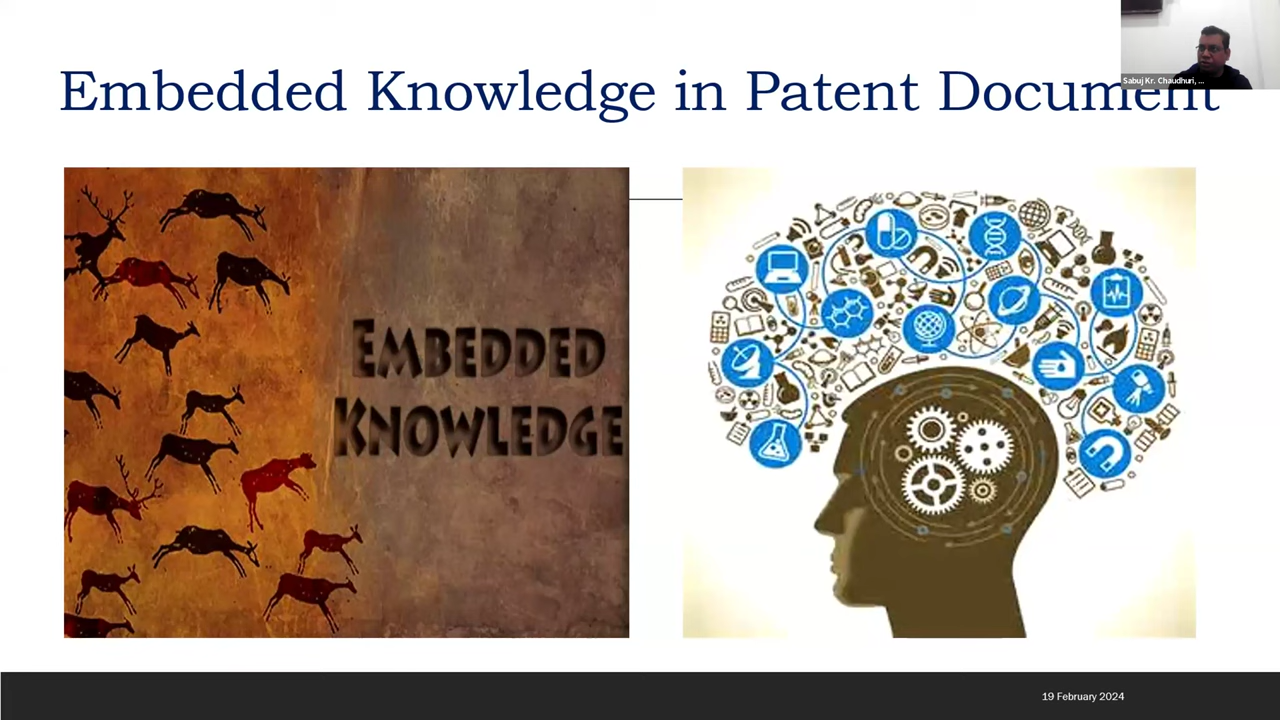 Embedded Knowledge in Patent Document
Sabuj Kr. Chaudhuri, ...
EMBEDDED
KNOWLEDGE
19 February 2024